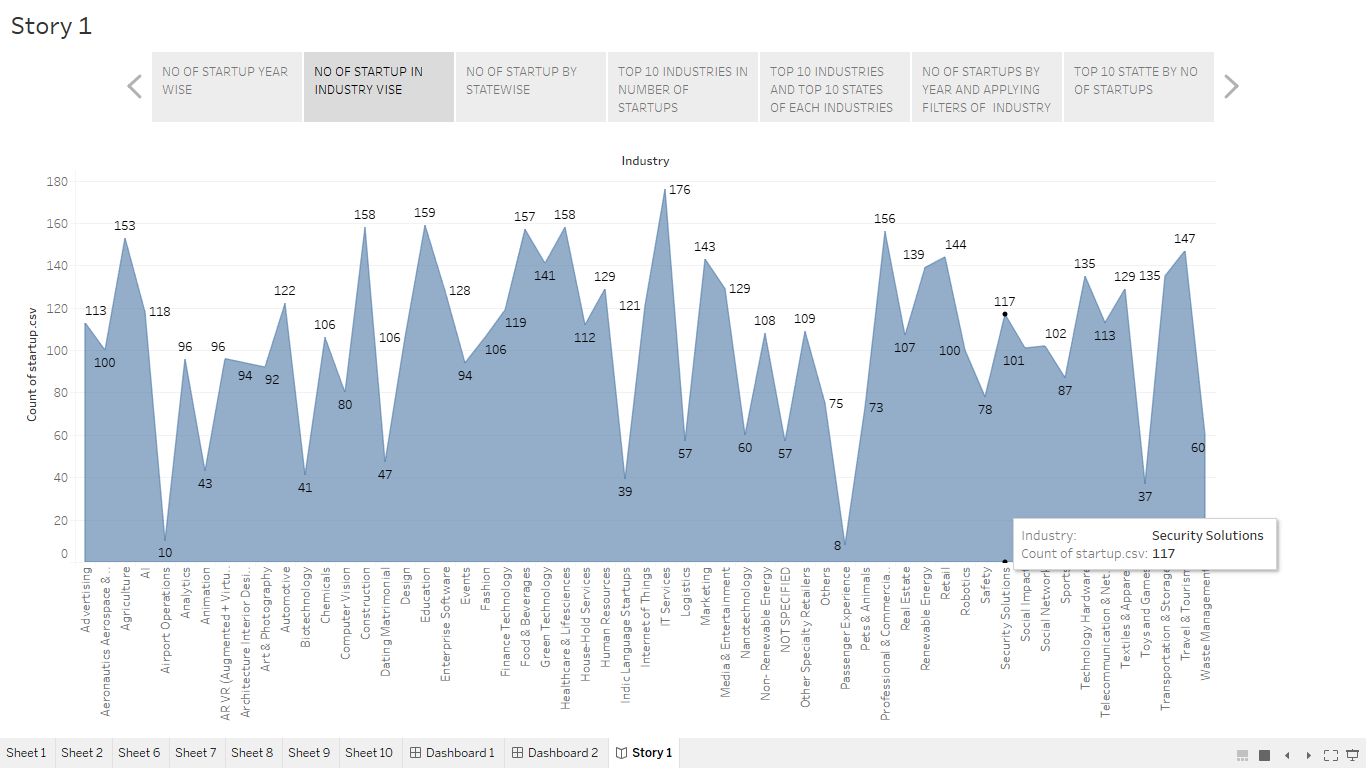 Story 1
NO OF STARTUP YEAR
WISE
NO OF STARTUP IN
INDUSTRY VISE
NO OF STARTUP BY
STATEWISE
TOP 10 INDUSTRIES IN
NUMBER OF
STARTUPS
TOP 10 INDUSTRIES
AND TOP 10 STATES
OF EACH INDUSTRIES
NO OF STARTUPS BY
YEAR AND APPLYING
FILTERS OF  INDUSTRY
TOP 10 STATTE BY NO
OF STARTUPS
Industry
Count of startup.csv
180
160
140
120
100
80
60
40
20
0
113
100
153
118
10
96
43
96
94
92
122
41
106
80
158
47
106
159
128
94
106
119
157
141
158
112
129
39
121
176
57
143
129
60
108
57
109
75
8
73
156
107
139
144
100
78
117
101
102
87
135
113
129
37
135
147
60
Industry: Security Solutions
Count of startup.csv: 117
Advertising
Aeronautics Aerospace & ..
Agriculture
AI
Airport Operations
Analytics
Animation
AR VR (Augmented + Virtu..
Architecture Interior Desi..
Art & Photography
Automotive
Biotechnology
Chemicals
Computer Vision
Construction
Dating Matrimonial
Design
Education
Enterprise Software
Events
Fashion
Finance Technology
Food & Beverages
Green Technology
Healthcare & Lifesciences
House-Hold Services
Human Resources
Indic Language Startups
Internet of Things
IT Services
Logistics
Marketing
Media & Entertainment
Nanotechnology
Non- Renewable Energy
NOT SPECIFIED
Other Specialty Retailers
Others
Passenger Experience
Pets & Animals
Professional & Commercia..
Real Estate
Renewable Energy
Retail
Robotics
Safety
Security Solutions
Social Impact
Social Network
Sports
Technology Hardware
Telecommunication & Net..
Textiles & Apparel
Toys and Games
Transportation & Storage
Travel & Tourism
Waste Management
Sheet 1
Sheet 2
Sheet 6
Sheet 7
Sheet 8
Sheet 9
Sheet 10
Dashboard 1
Dashboard 2
Story 1